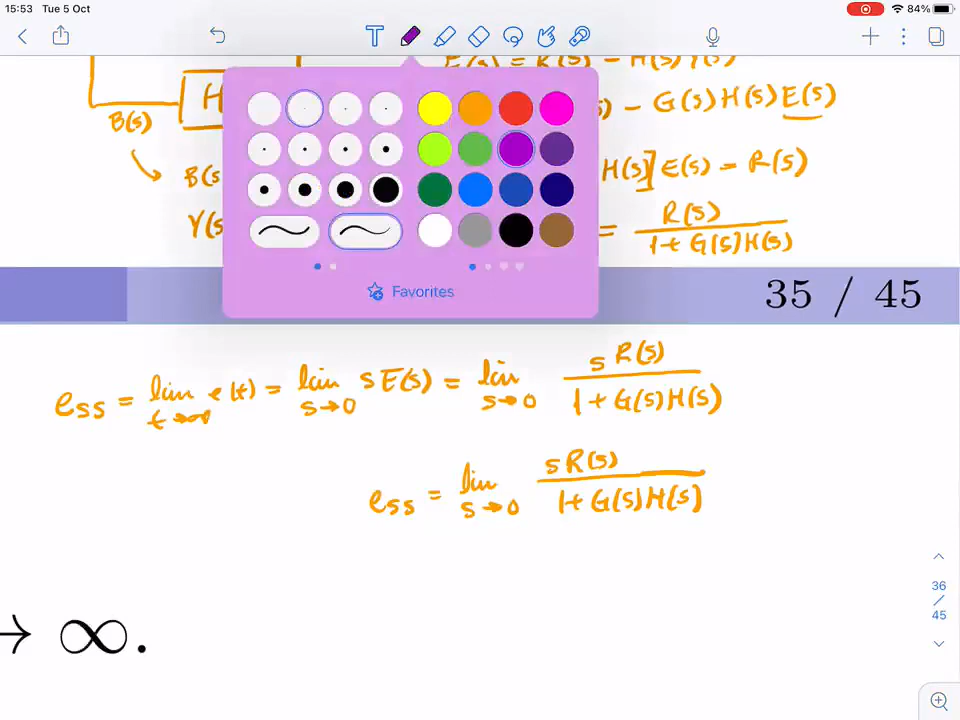 15:53 Tue 5 Oct 84%
T
E(s) = R(s) - H(s)Y(s)
H
- G(s)H(s)E(s)
B(s)
B(s
H(s)] E(s) = R(s)
Y(s
= R(s) / 1+ G(s)H(s)
Favorites
35 / 45
ess = lim t→∞ e(t) = lim s→0 sE(s) = lim s→0 sR(s) / 1+G(s)H(s)
ess = lim s→0 sR(s) / 1+G(s)H(s)
36
/
45
→ ∞.